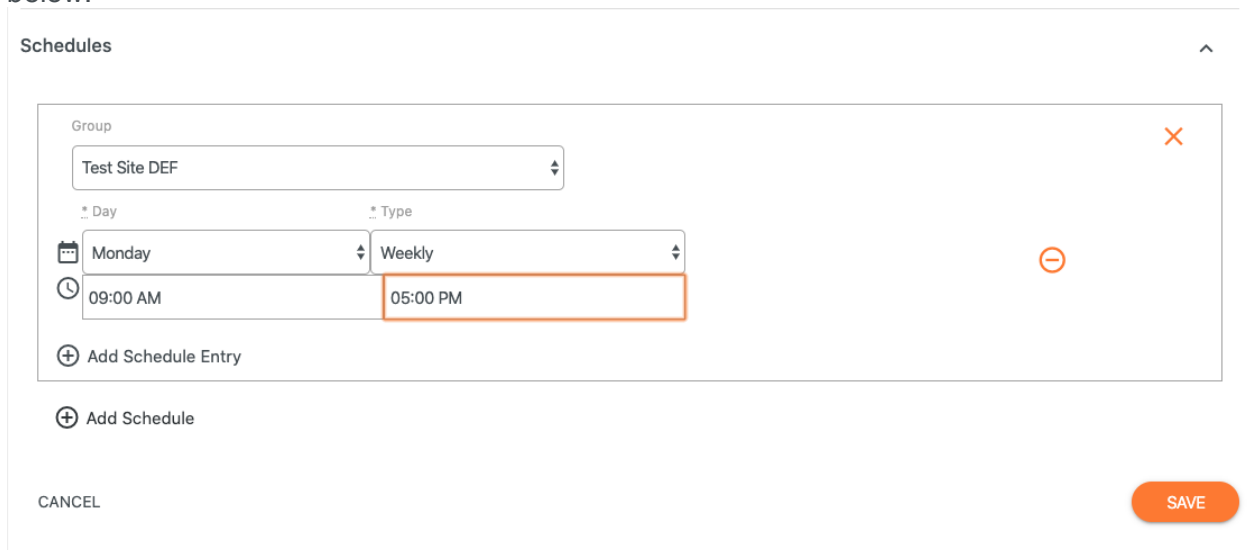 below:
Schedules
Group
Test Site DEF
* Day * Type
Monday Weekly
09:00 AM 05:00 PM
Add Schedule Entry
Add Schedule
CANCEL SAVE